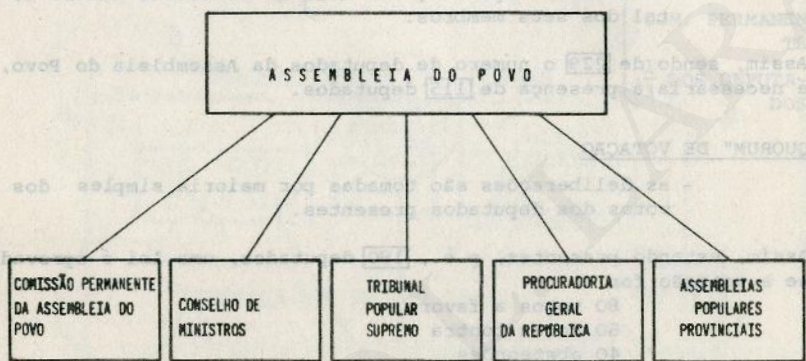 ASSEMBLEIA DO POVO
COMISSÃO PERMANENTE
DA ASSEMBLEIA DO
POVO
CONSELHO DE
MINISTROS
TRIBUNAL
POPULAR
SUPREMO
PROCURADORIA
GERAL
DA REPÚBLICA
ASSEMBLEIAS
POPULARES
PROVINCIAIS